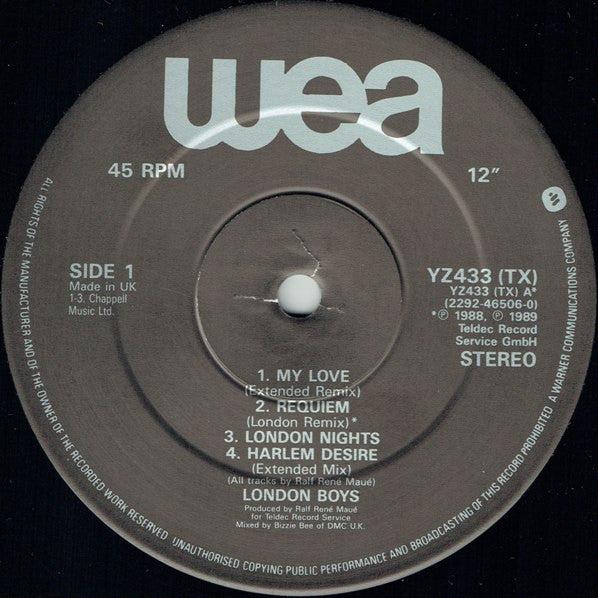 wea
45 RPM
12"
SIDE 1
Made in UK
1-3. Chappell
Music Ltd.
YZ433 (TX)
YZ433 (TX) A*
(2292-46506-0)
*℗ 1988, ℗ 1989
Teldec Record
Service GmbH
STEREO
1. MY LOVE
(Extended Remix)
2. REQUIEM
(London Remix)*
3. LONDON NIGHTS
4. HARLEM DESIRE
(Extended Mix)
(All tracks by Ralf René Maué)
LONDON BOYS
Produced by Ralf René Maué
for Teldec Record Service
Mixed by Bizzie Bee of DMC U.K.
ALL RIGHTS OF THE MANUFACTURER AND OF THE OWNER OF THE RECORDED WORK RESERVED. UNAUTHORISED COPYING PUBLIC PERFORMANCE AND BROADCASTING OF THIS RECORD PROHIBITED. A WARNER COMMUNICATIONS COMPANY